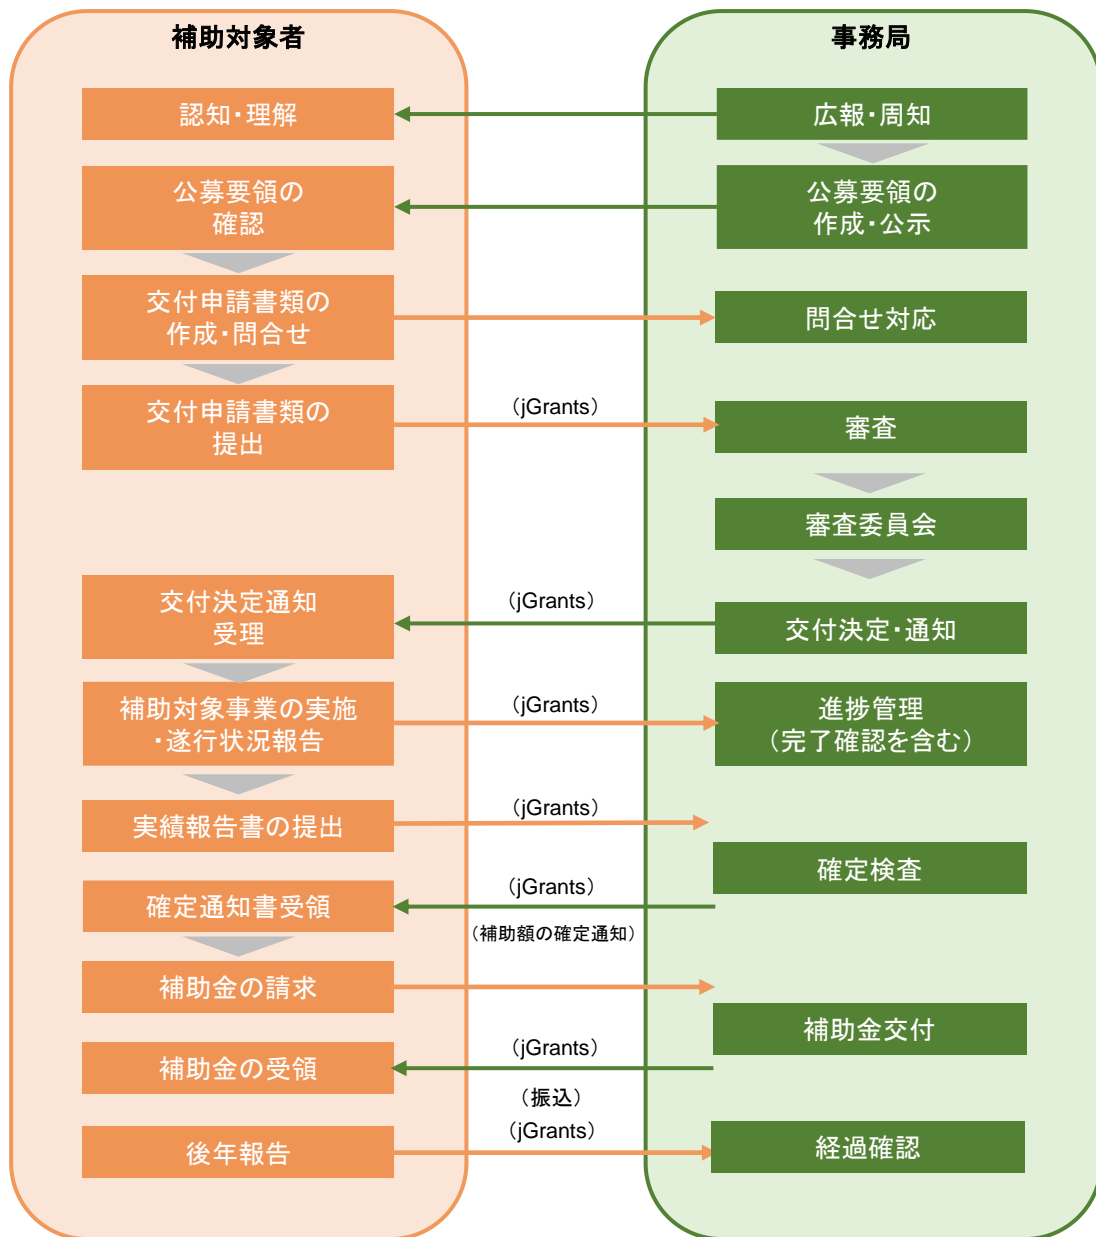 補助対象者
事務局
認知・理解
広報・周知
公募要領の
確認
公募要領の
作成・公示
交付申請書類の
作成・問合せ
問合せ対応
交付申請書類の
提出
（jGrants）
審査
審査委員会
交付決定通知
受理
（jGrants）
交付決定・通知
補助対象事業の実施
・遂行状況報告
（jGrants）
進捗管理
（完了確認を含む）
実績報告書の提出
（jGrants）
確定検査
確定通知書受領
（jGrants）
（補助額の確定通知）
補助金の請求
補助金交付
補助金の受領
（jGrants）
（振込）
後年報告
（jGrants）
経過確認